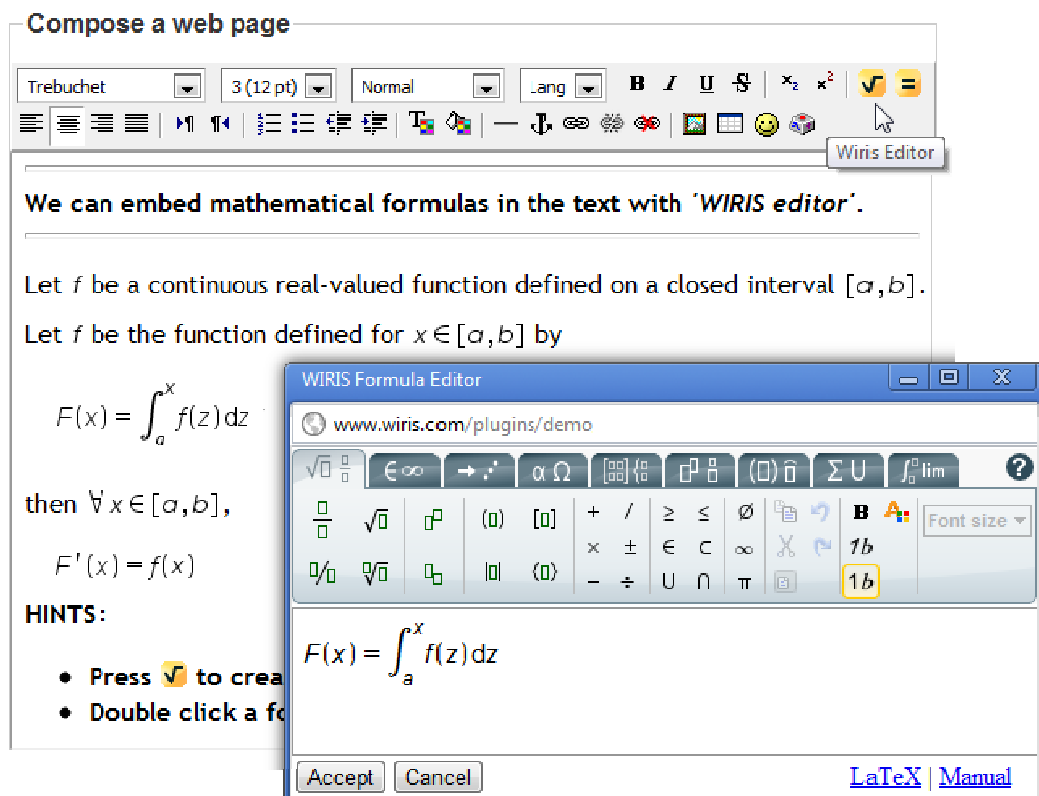 Compose a web page
Trebuchet 3 (12 pt) Normal Lang B I U S ×₂ ×² √ =
Wiris Editor
We can embed mathematical formulas in the text with 'WIRIS editor'.
Let f be a continuous real-valued function defined on a closed interval [a,b].
Let f be the function defined for x∈[a,b] by
F(x) = ∫ₐˣ f(z)dz
then ∀ x∈[a,b],
F'(x) = f(x)
HINTS:
• Press √ to crea
• Double click a fo
WIRIS Formula Editor
www.wiris.com/plugins/demo
√▯ ▯/▯ ∈∞ → ⋰ α Ω (▯) Σ U ∫ lim ?
+ / ≥ ≤ Ø B A Font size
× ± ∈ ⊂ ∞ 1b
− ÷ ∪ ∩ π 1b
F(x) = ∫ₐˣ f(z)dz
Accept Cancel LaTeX | Manual